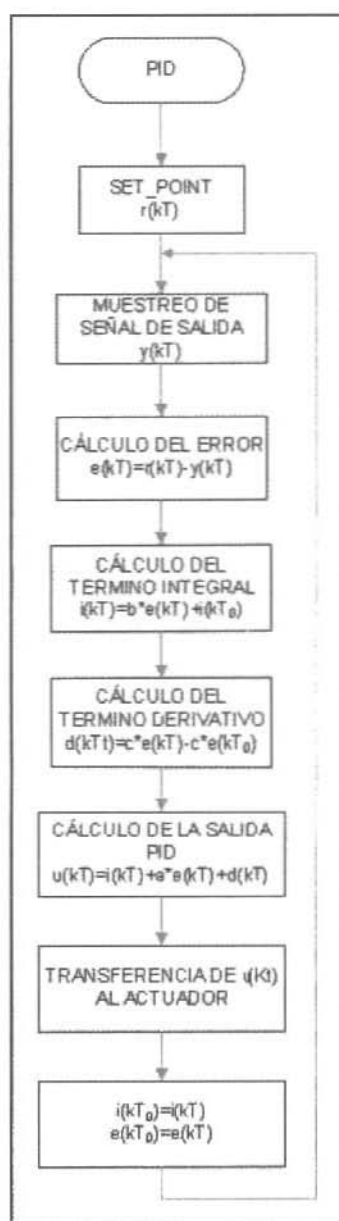 PID
SET_POINT
r(kT)
MUESTREO DE
SEÑAL DE SALIDA
y(kT)
CÁLCULO DEL ERROR
e(kT)=r(kT)-y(kT)
CÁLCULO DEL
TERMINO INTEGRAL
i(kT)=b*e(kT)+i(kT₀)
CÁLCULO DEL
TERMINO DERIVATIVO
d(kTt)=c*e(kT)-c*e(kT₀)
CÁLCULO DE LA SALIDA
PID
u(kT)=i(kT)+a*e(kT)+d(kT)
TRANSFERENCIA DE u(Kt)
AL ACTUADOR
i(kT₀)=i(kT)
e(kT₀)=e(kT)